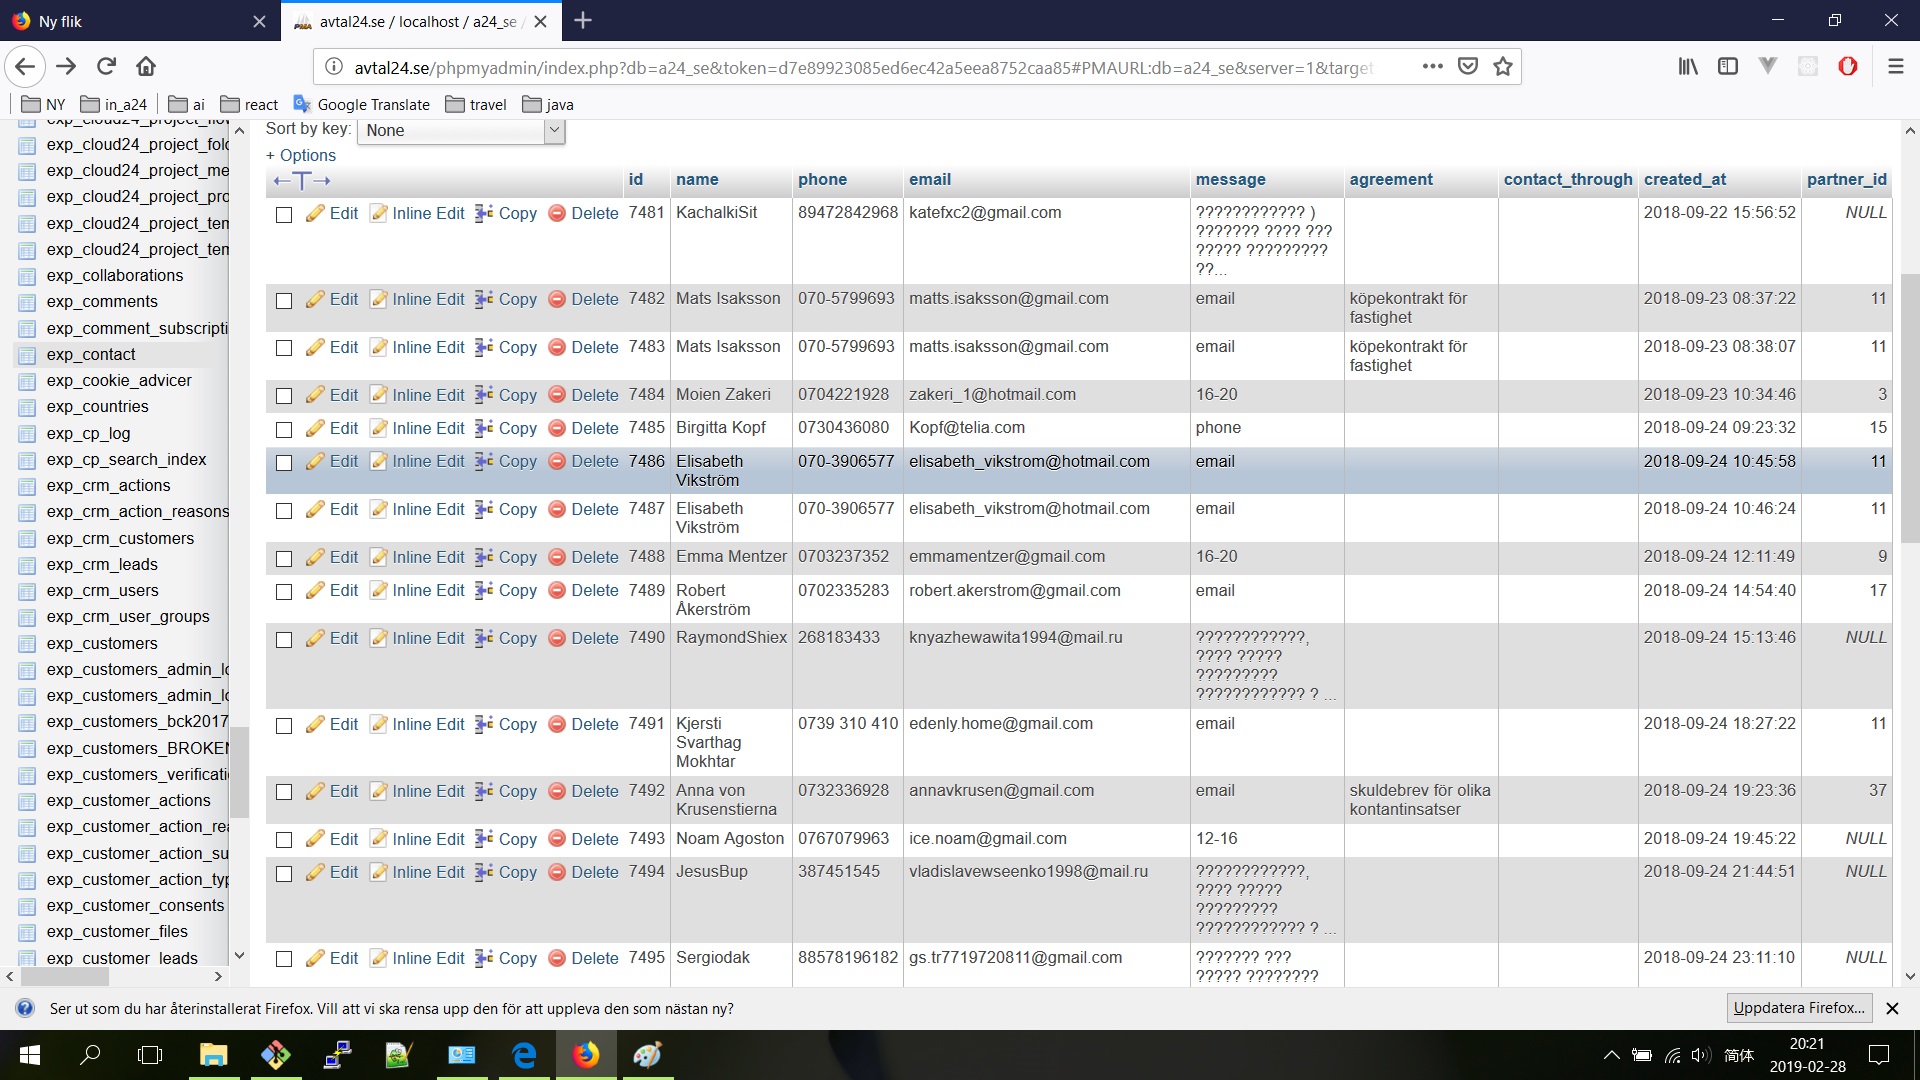 Ny flik
avtal24.se / localhost / a24_se /
avtal24.se/phpmyadmin/index.php?db=a24_se&token=d7e89923085ed6ec42a5eea8752caa85#PMAURL:db=a24_se&server=1&target
NY in_a24 ai react Google Translate travel java
exp_cloud24_project_flo
exp_cloud24_project_fol
exp_cloud24_project_me
exp_cloud24_project_pro
exp_cloud24_project_ten
exp_cloud24_project_ten
exp_collaborations
exp_comments
exp_comment_subscripti
exp_contact
exp_cookie_advicer
exp_countries
exp_cp_log
exp_cp_search_index
exp_crm_actions
exp_crm_action_reasons
exp_crm_customers
exp_crm_leads
exp_crm_users
exp_crm_user_groups
exp_customers
exp_customers_admin_lo
exp_customers_admin_lo
exp_customers_bck2017
exp_customers_BROKEN
exp_customers_verificati
exp_customer_actions
exp_customer_action_rea
exp_customer_action_su
exp_customer_action_typ
exp_customer_consents
exp_customer_files
exp_customer_leads
Sort by key: None
+ Options
id name phone email message agreement contact_through created_at partner_id
Edit Inline Edit Copy Delete 7481 KachalkiSit 89472842968 katefxc2@gmail.com ???????????? ) 2018-09-22 15:56:52 NULL
??????? ???? ???
????? ?????????
??...
Edit Inline Edit Copy Delete 7482 Mats Isaksson 070-5799693 matts.isaksson@gmail.com email köpekontrakt för 2018-09-23 08:37:22 11
fastighet
Edit Inline Edit Copy Delete 7483 Mats Isaksson 070-5799693 matts.isaksson@gmail.com email köpekontrakt för 2018-09-23 08:38:07 11
fastighet
Edit Inline Edit Copy Delete 7484 Moien Zakeri 0704221928 zakeri_1@hotmail.com 16-20 2018-09-23 10:34:46 3
Edit Inline Edit Copy Delete 7485 Birgitta Kopf 0730436080 Kopf@telia.com phone 2018-09-24 09:23:32 15
Edit Inline Edit Copy Delete 7486 Elisabeth 070-3906577 elisabeth_vikstrom@hotmail.com email 2018-09-24 10:45:58 11
Vikström
Edit Inline Edit Copy Delete 7487 Elisabeth 070-3906577 elisabeth_vikstrom@hotmail.com email 2018-09-24 10:46:24 11
Vikström
Edit Inline Edit Copy Delete 7488 Emma Mentzer 0703237352 emmamentzer@gmail.com 16-20 2018-09-24 12:11:49 9
Edit Inline Edit Copy Delete 7489 Robert 0702335283 robert.akerstrom@gmail.com email 2018-09-24 14:54:40 17
Åkerström
Edit Inline Edit Copy Delete 7490 RaymondShiex 268183433 knyazhewawita1994@mail.ru ????????????, 2018-09-24 15:13:46 NULL
???? ?????
?????????
???????????? ? ...
Edit Inline Edit Copy Delete 7491 Kjersti 0739 310 410 edenly.home@gmail.com email 2018-09-24 18:27:22 11
Svarthag
Mokhtar
Edit Inline Edit Copy Delete 7492 Anna von 0732336928 annavkrusen@gmail.com email skuldebrev för olika 2018-09-24 19:23:36 37
Krusenstierna kontantinsatser
Edit Inline Edit Copy Delete 7493 Noam Agoston 0767079963 ice.noam@gmail.com 12-16 2018-09-24 19:45:22 NULL
Edit Inline Edit Copy Delete 7494 JesusBup 387451545 vladislavewseenko1998@mail.ru ????????????, 2018-09-24 21:44:51 NULL
???? ?????
?????????
???????????? ? ...
Edit Inline Edit Copy Delete 7495 Sergiodak 88578196182 gs.tr7719720811@gmail.com ??????? ??? 2018-09-24 23:11:10 NULL
????? ????????
Ser ut som du har återinstallerat Firefox. Vill att vi ska rensa upp den för att uppleva den som nästan ny?
Uppdatera Firefox...
简体
20:21
2019-02-28